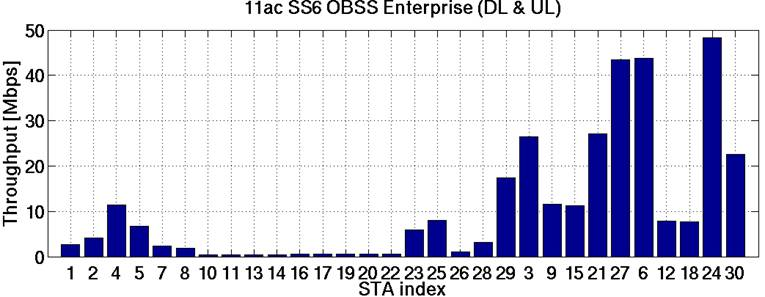 11ac SS6 OBSS Enterprise (DL & UL)
Throughput [Mbps]
50
40
30
20
10
0
1 2 4 5 7 8 10 11 13 14 16 17 19 20 22 23 25 26 28 29 3 9 15 21 27 6 12 18 24 30
STA index